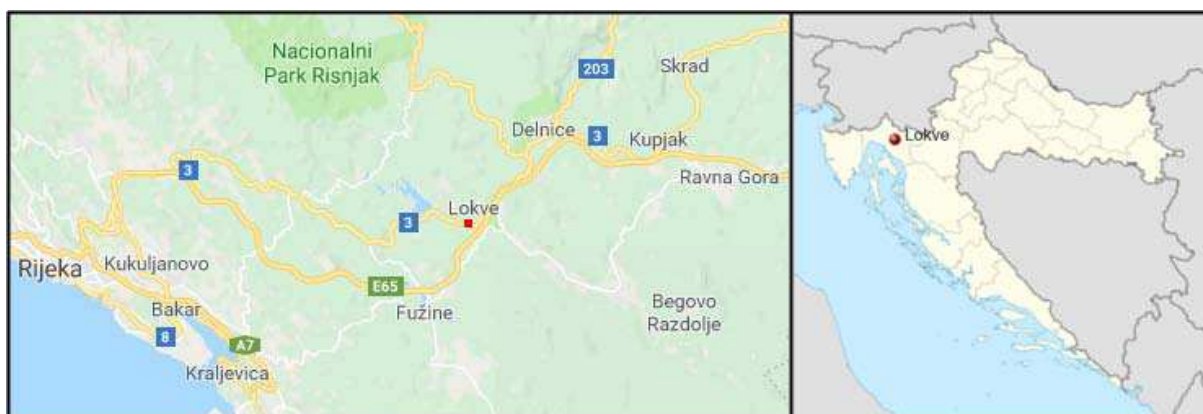 Nacionalni
Park Risnjak
203
Skrad
Delnice
3
Kupjak
3
Ravna Gora
Lokve
3
Rijeka
Kukuljanovo
E65
Begovo
Razdolje
Bakar
Fužine
8
A7
Kraljevica
Lokve